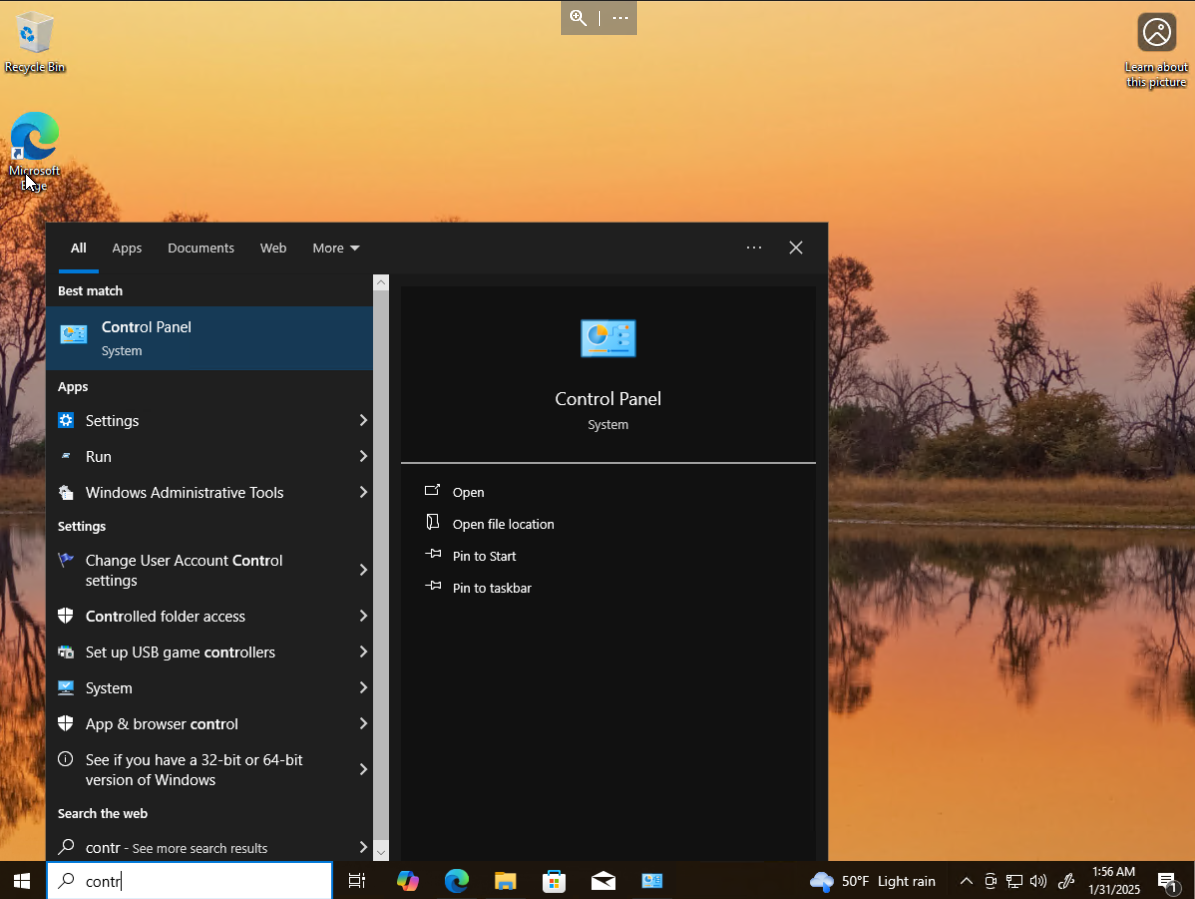 Recycle Bin
Learn about
this picture
Microsoft
Edge
All Apps Documents Web More
Best match
Control Panel
System
Apps
Settings
Run
Windows Administrative Tools
Settings
Change User Account Control
settings
Controlled folder access
Set up USB game controllers
System
App & browser control
See if you have a 32-bit or 64-bit
version of Windows
Search the web
contr - See more search results
Control Panel
System
Open
Open file location
Pin to Start
Pin to taskbar
contr
50°F Light rain
1:56 AM
1/31/2025
1